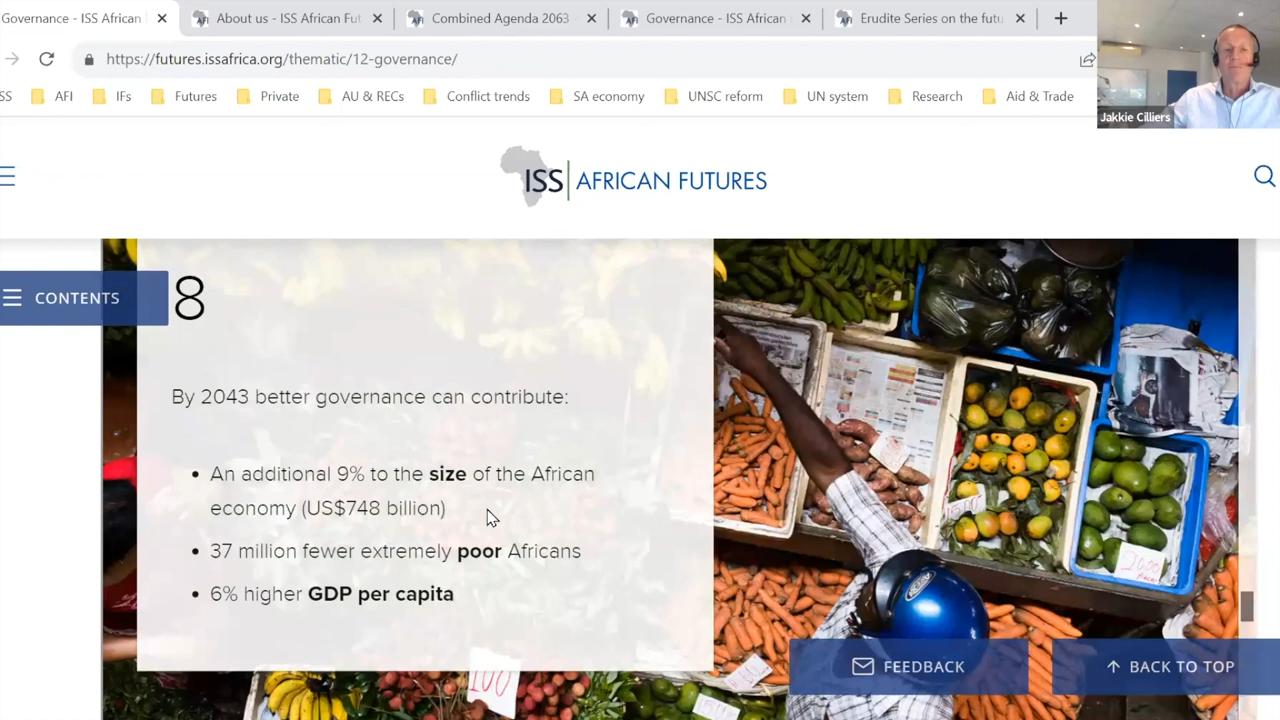 Governance - ISS African
About us - ISS African Fut
Combined Agenda 2063
Governance - ISS African
Erudite Series on the futu
https://futures.issafrica.org/thematic/12-governance/
SS
AFI
IFs
Futures
Private
AU & RECs
Conflict trends
SA economy
UNSC reform
UN system
Research
Aid & Trade
Jakkie Cilliers
ISS AFRICAN FUTURES
CONTENTS
8
By 2043 better governance can contribute:
• An additional 9% to the size of the African
economy (US$748 billion)
• 37 million fewer extremely poor Africans
• 6% higher GDP per capita
100
FEEDBACK
BACK TO TOP